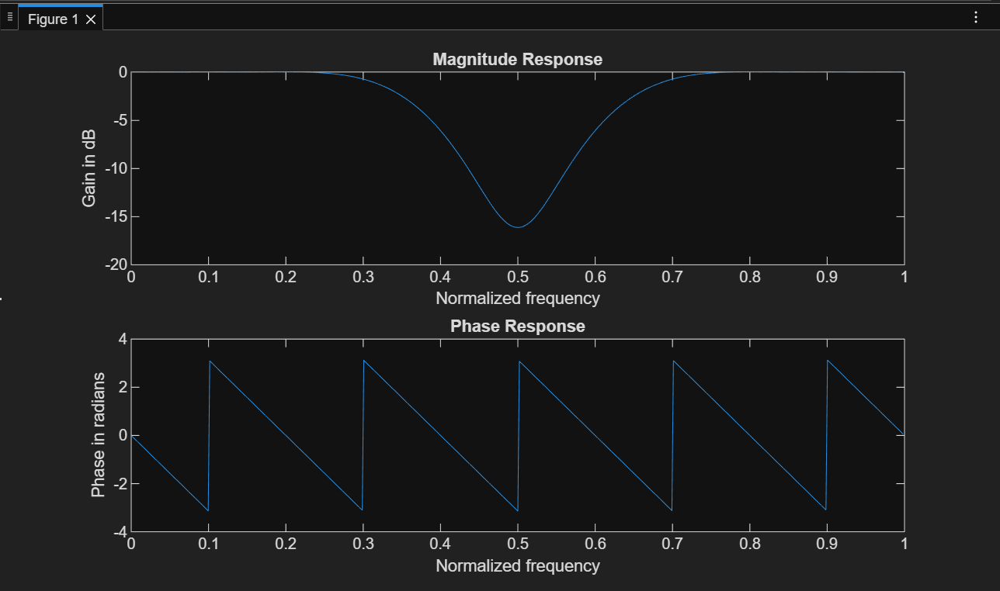 Figure 1
Magnitude Response
Gain in dB
0
-5
-10
-15
-20
0 0.1 0.2 0.3 0.4 0.5 0.6 0.7 0.8 0.9 1
Normalized frequency
Phase Response
Phase in radians
4
2
0
-2
-4
0 0.1 0.2 0.3 0.4 0.5 0.6 0.7 0.8 0.9 1
Normalized frequency